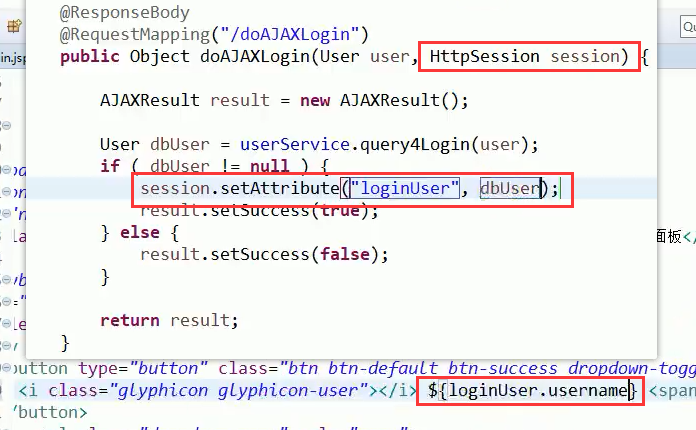 @ResponseBody
@RequestMapping("/doAJAXLogin")
public Object doAJAXLogin(User user, HttpSession session) {
AJAXResult result = new AJAXResult();
User dbUser = userService.query4Login(user);
if ( dbUser != null ) {
session.setAttribute("loginUser", dbUser);
result.setSuccess(true);
} else {
result.setSuccess(false);
}
return result;
}
in.jsp
面板</
button type="button" class="btn btn-default btn-success dropdown-togg
<i class="glyphicon glyphicon-user"></i> ${loginUser.username} <span
/button>